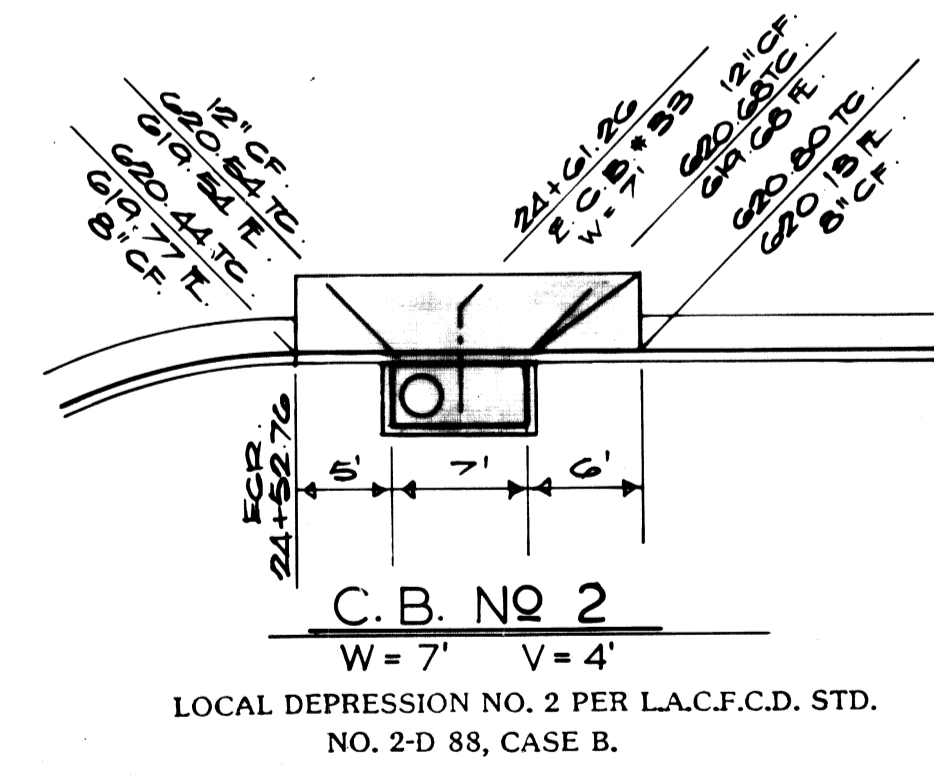 12" CF.
620.54 TC.
619.54 FL.
620.44 TC.
619.77 FL.
8" CF.
24+61.26
₠ C.B. #33
W = 7'
12" CF.
620.68 TC.
619.68 FL.
620.80 TC.
620.13 FL.
8" CF.
ECR.
24+52.76
5' 7' 6'
C. B. Nº 2
W = 7' V = 4'
LOCAL DEPRESSION NO. 2 PER L.A.C.F.C.D. STD.
NO. 2-D 88, CASE B.